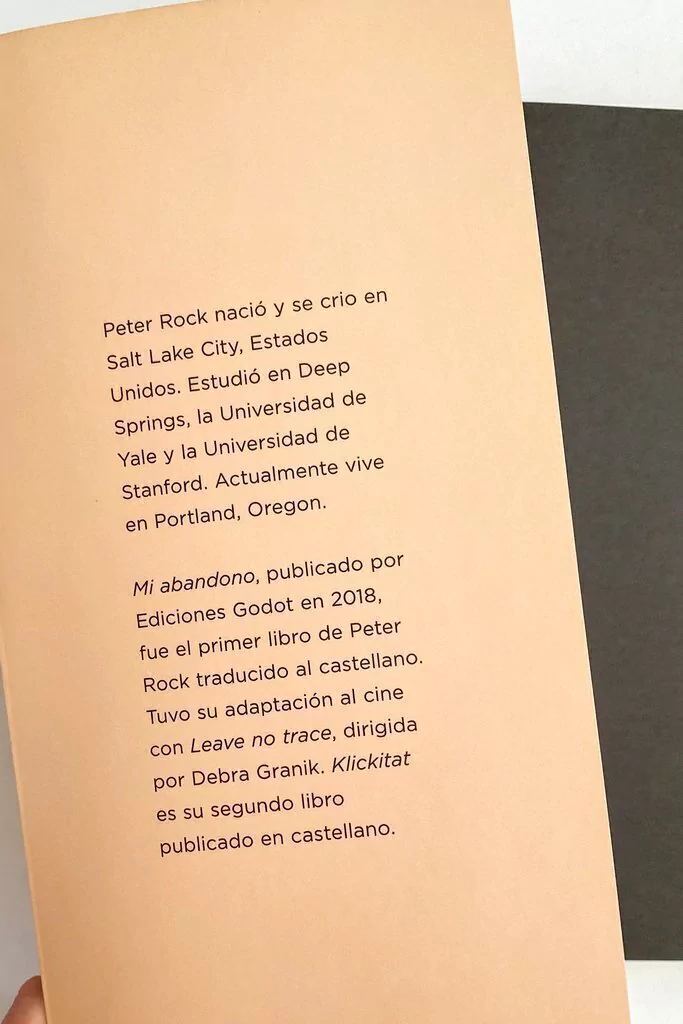 Peter Rock nació y se crio en
Salt Lake City, Estados
Unidos. Estudió en Deep
Springs, la Universidad de
Yale y la Universidad de
Stanford. Actualmente vive
en Portland, Oregon.
Mi abandono, publicado por
Ediciones Godot en 2018,
fue el primer libro de Peter
Rock traducido al castellano.
Tuvo su adaptación al cine
con Leave no trace, dirigida
por Debra Granik. Klickitat
es su segundo libro
publicado en castellano.